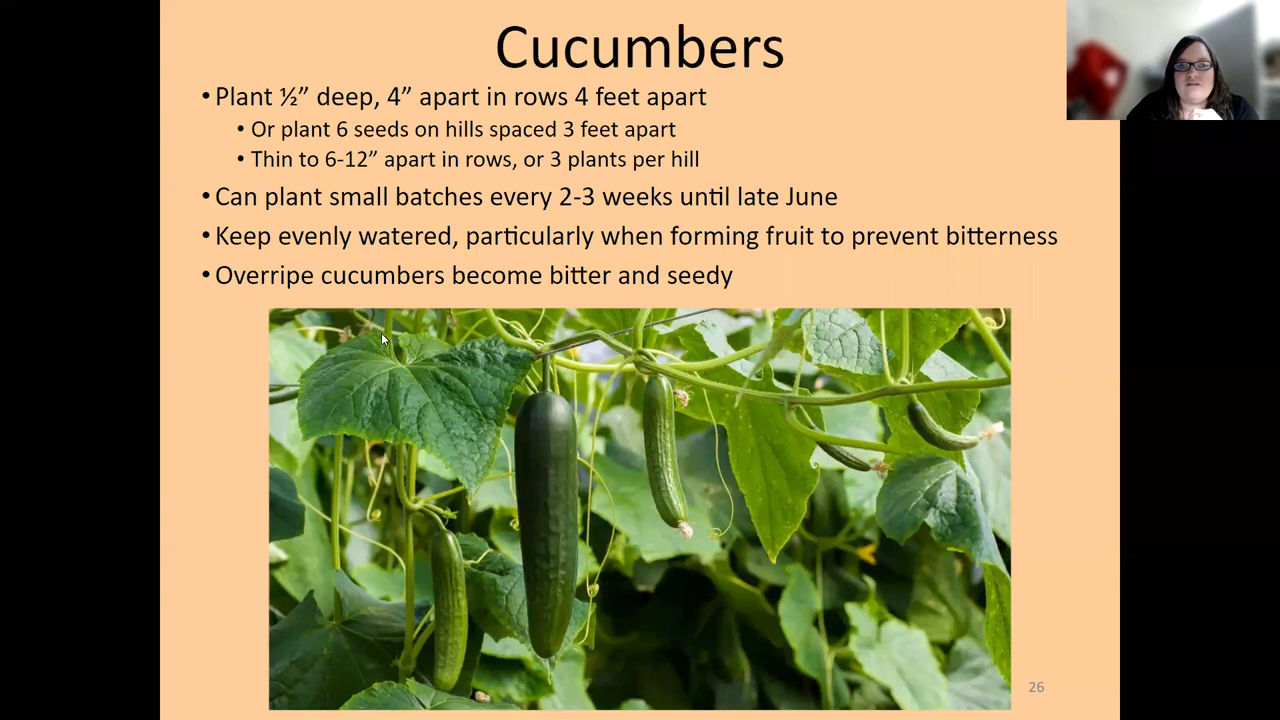 Cucumbers
• Plant ½” deep, 4” apart in rows 4 feet apart
• Or plant 6 seeds on hills spaced 3 feet apart
• Thin to 6-12” apart in rows, or 3 plants per hill
• Can plant small batches every 2-3 weeks until late June
• Keep evenly watered, particularly when forming fruit to prevent bitterness
• Overripe cucumbers become bitter and seedy
26